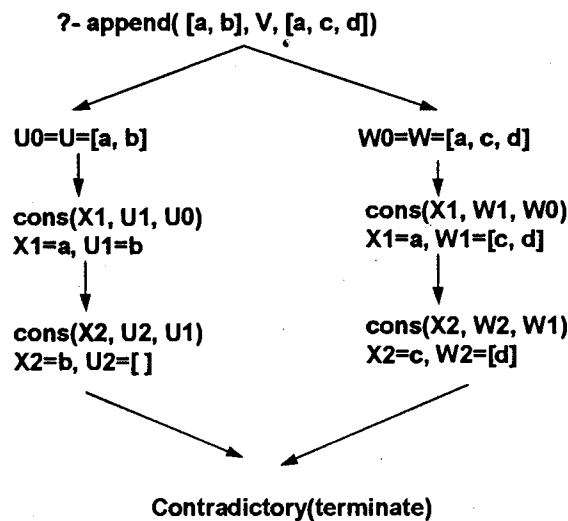 ?- append( [a, b], V, [a, c, d])
U0=U=[a, b]
cons(X1, U1, U0)
X1=a, U1=b
cons(X2, U2, U1)
X2=b, U2=[ ]
W0=W=[a, c, d]
cons(X1, W1, W0)
X1=a, W1=[c, d]
cons(X2, W2, W1)
X2=c, W2=[d]
Contradictory(terminate)